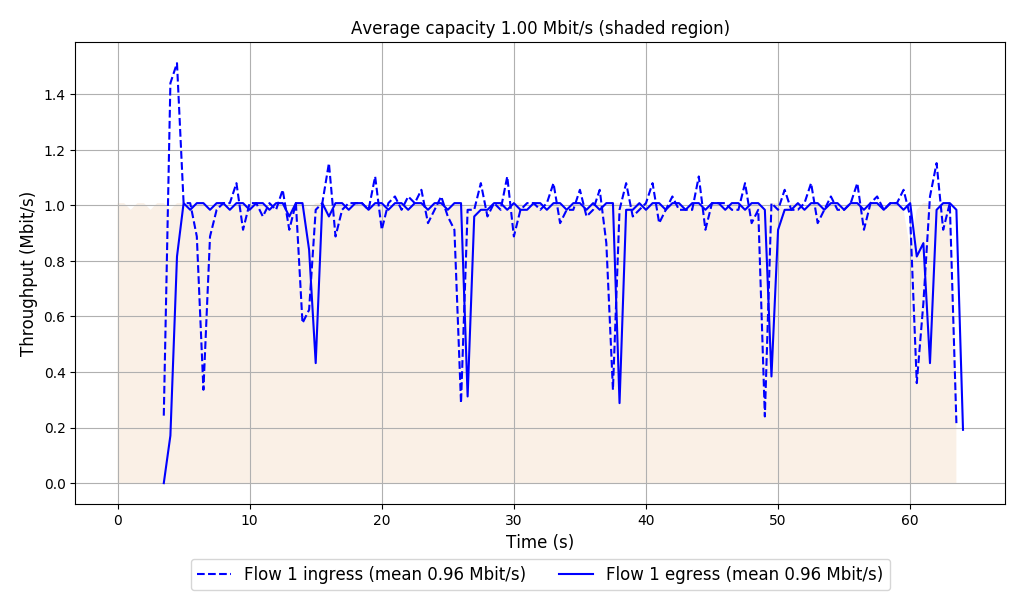 Average capacity 1.00 Mbit/s (shaded region)
Throughput (Mbit/s)
1.4
1.2
1.0
0.8
0.6
0.4
0.2
0.0
0 10 20 30 40 50 60
Time (s)
Flow 1 ingress (mean 0.96 Mbit/s) Flow 1 egress (mean 0.96 Mbit/s)